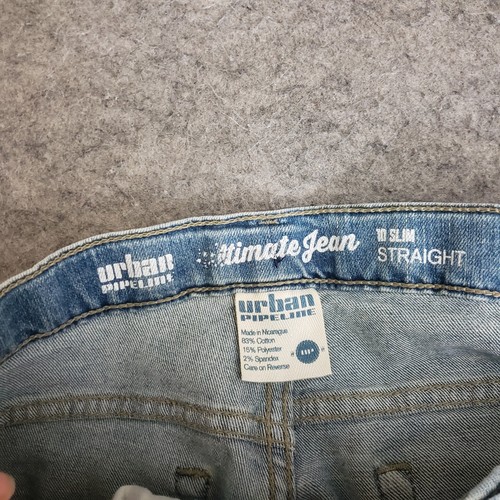 urban
PIPELINE
Ultimate Jean
10 SLIM
STRAIGHT
urban
PIPELINE
Made in Nicaragua
83% Cotton
15% Polyester
2% Spandex
Care on Reverse
UP